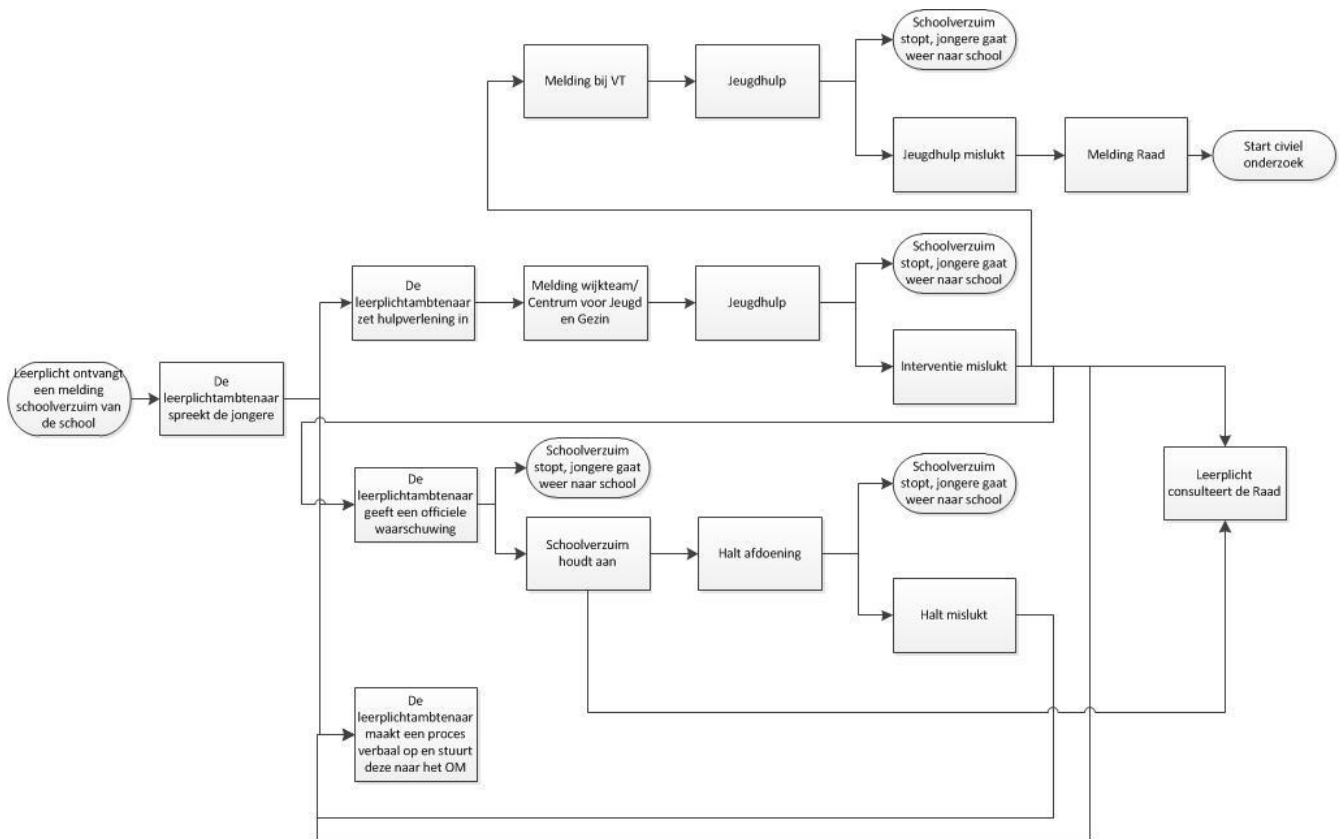 Schoolverzuim
stopt, jongere gaat
weer naar school
Melding bij VT
Jeugdhulp
Jeugdhulp mislukt
Melding Raad
Start civiel
onderzoek
De
leerplichtambtenaar
zet hulpverlening in
Melding wijkteam/
Centrum voor Jeugd
en Gezin
Jeugdhulp
Schoolverzuim
stopt, jongere gaat
weer naar school
Interventie mislukt
Leerplicht ontvangt
een melding
schoolverzuim van
de school
De
leerplichtambtenaar
spreekt de jongere
De
leerplichtambtenaar
geeft een officiele
waarschuwing
Schoolverzuim
stopt, jongere gaat
weer naar school
Schoolverzuim
houdt aan
Halt afdoening
Schoolverzuim
stopt, jongere gaat
weer naar school
Halt mislukt
Leerplicht
consulteert de Raad
De
leerplichtambtenaar
maakt een proces
verbaal op en stuurt
deze naar het OM